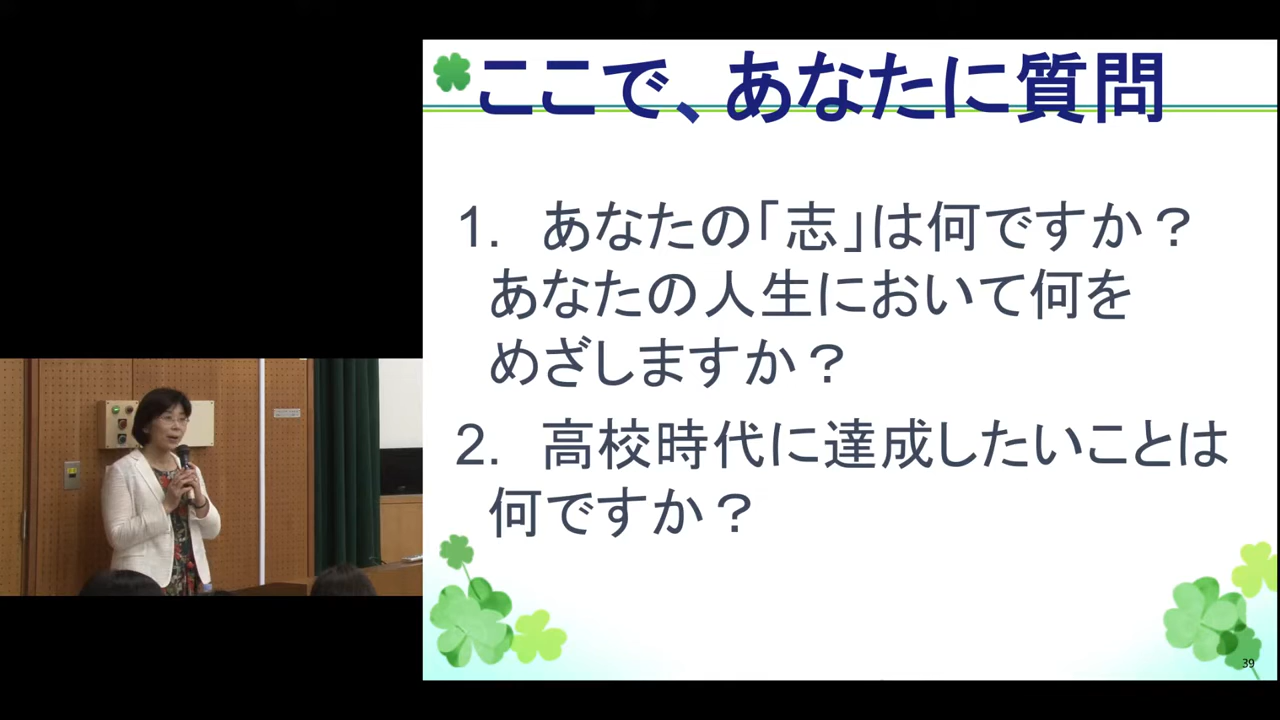 ここで、あなたに質問
1. あなたの「志」は何ですか？
あなたの人生において何を
めざしますか？
2. 高校時代に達成したいことは
何ですか？
39